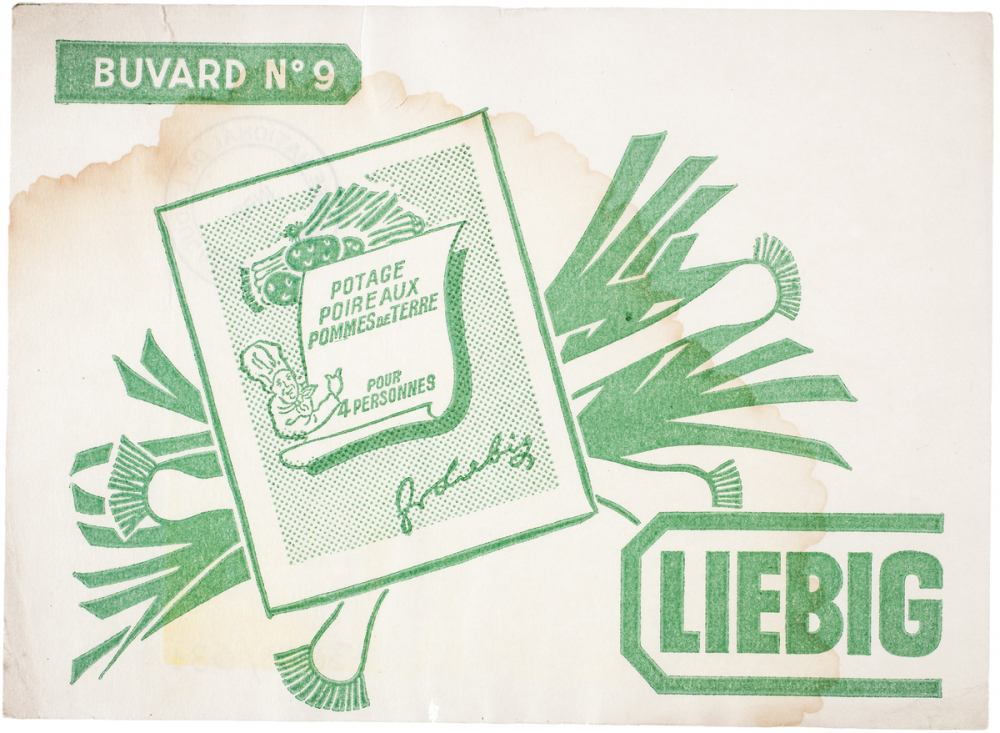 BUVARD N° 9
POTAGE
POIREAUX
POMMES DE TERRE
POUR
4 PERSONNES
LIEBIG